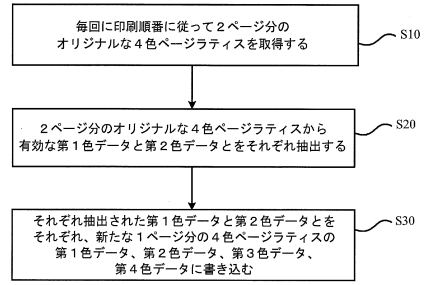 毎回に印刷順番に従って２ページ分の
オリジナルな４色ページラティスを取得する
S10
２ページ分のオリジナルな４色ページラティスから
有効な第１色データと第２色データとをそれぞれ抽出する
S20
それぞれ抽出された第１色データと第２色データとを
それぞれ、新たな１ページ分の４色ページラティスの
第１色データ、第２色データ、第３色データ、
第４色データに書き込む
S30